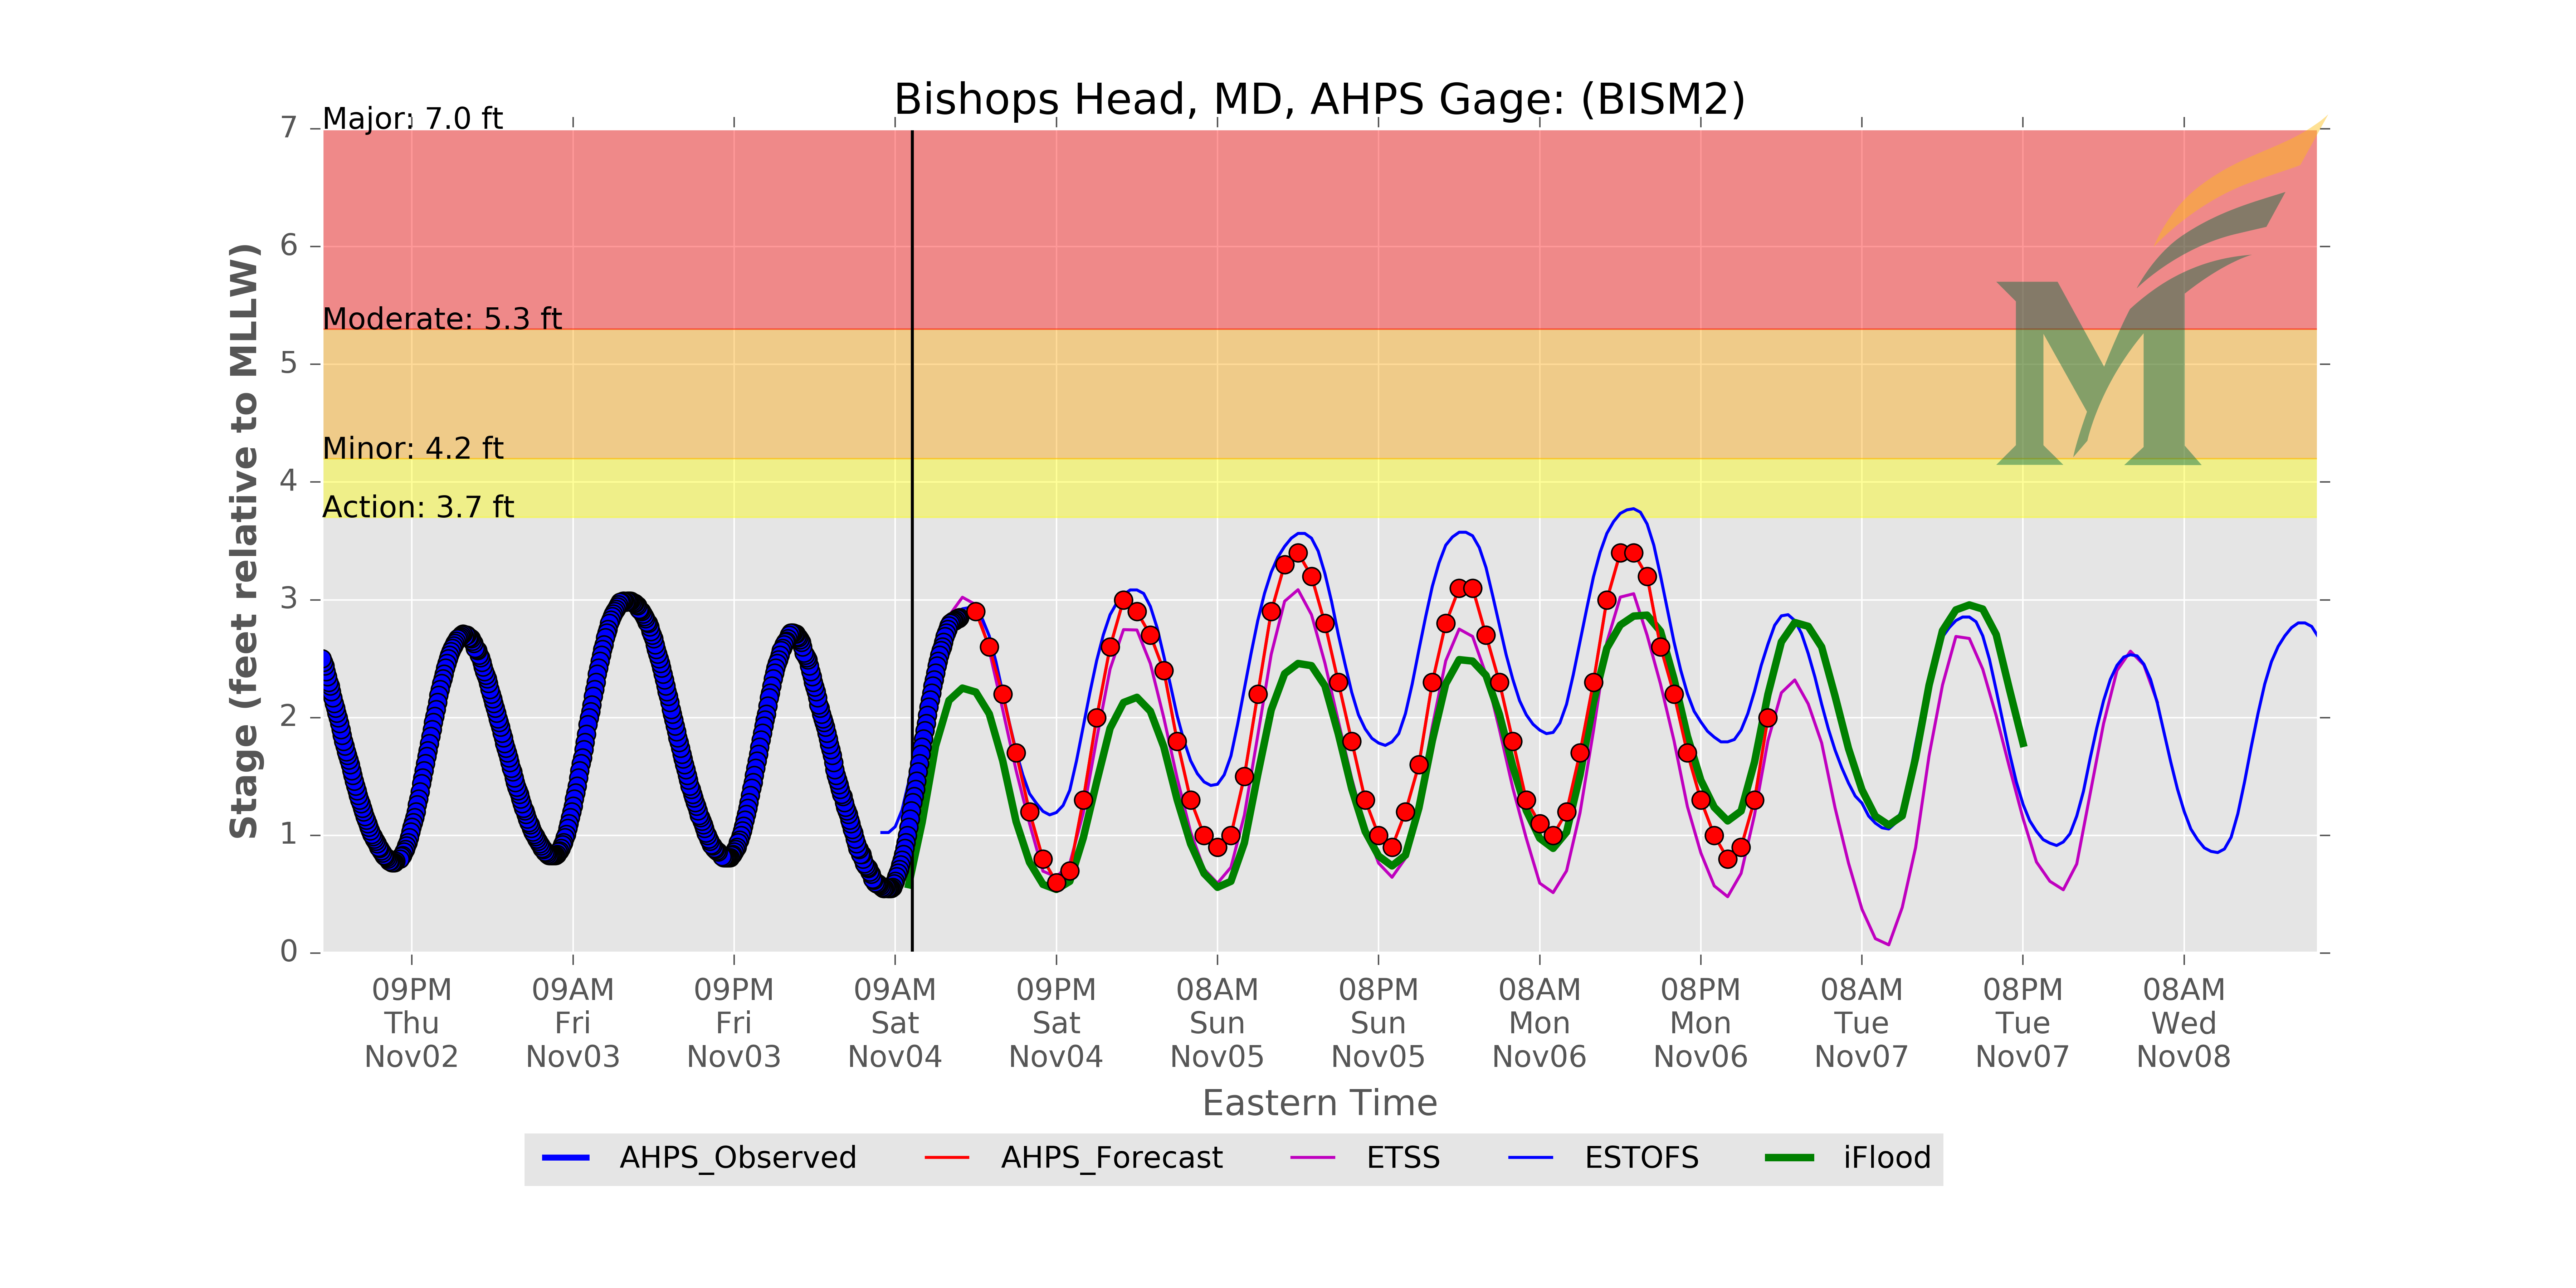 Bishops Head, MD, AHPS Gage: (BISM2)
Major: 7.0 ft
Moderate: 5.3 ft
Minor: 4.2 ft
Action: 3.7 ft
Stage (feet relative to MLLW)
7
6
5
4
3
2
1
0
09PM
Thu
Nov02
09AM
Fri
Nov03
09PM
Fri
Nov03
09AM
Sat
Nov04
09PM
Sat
Nov04
08AM
Sun
Nov05
08PM
Sun
Nov05
08AM
Mon
Nov06
08PM
Mon
Nov06
08AM
Tue
Nov07
08PM
Tue
Nov07
08AM
Wed
Nov08
Eastern Time
AHPS_Observed
AHPS_Forecast
ETSS
ESTOFS
iFlood
M